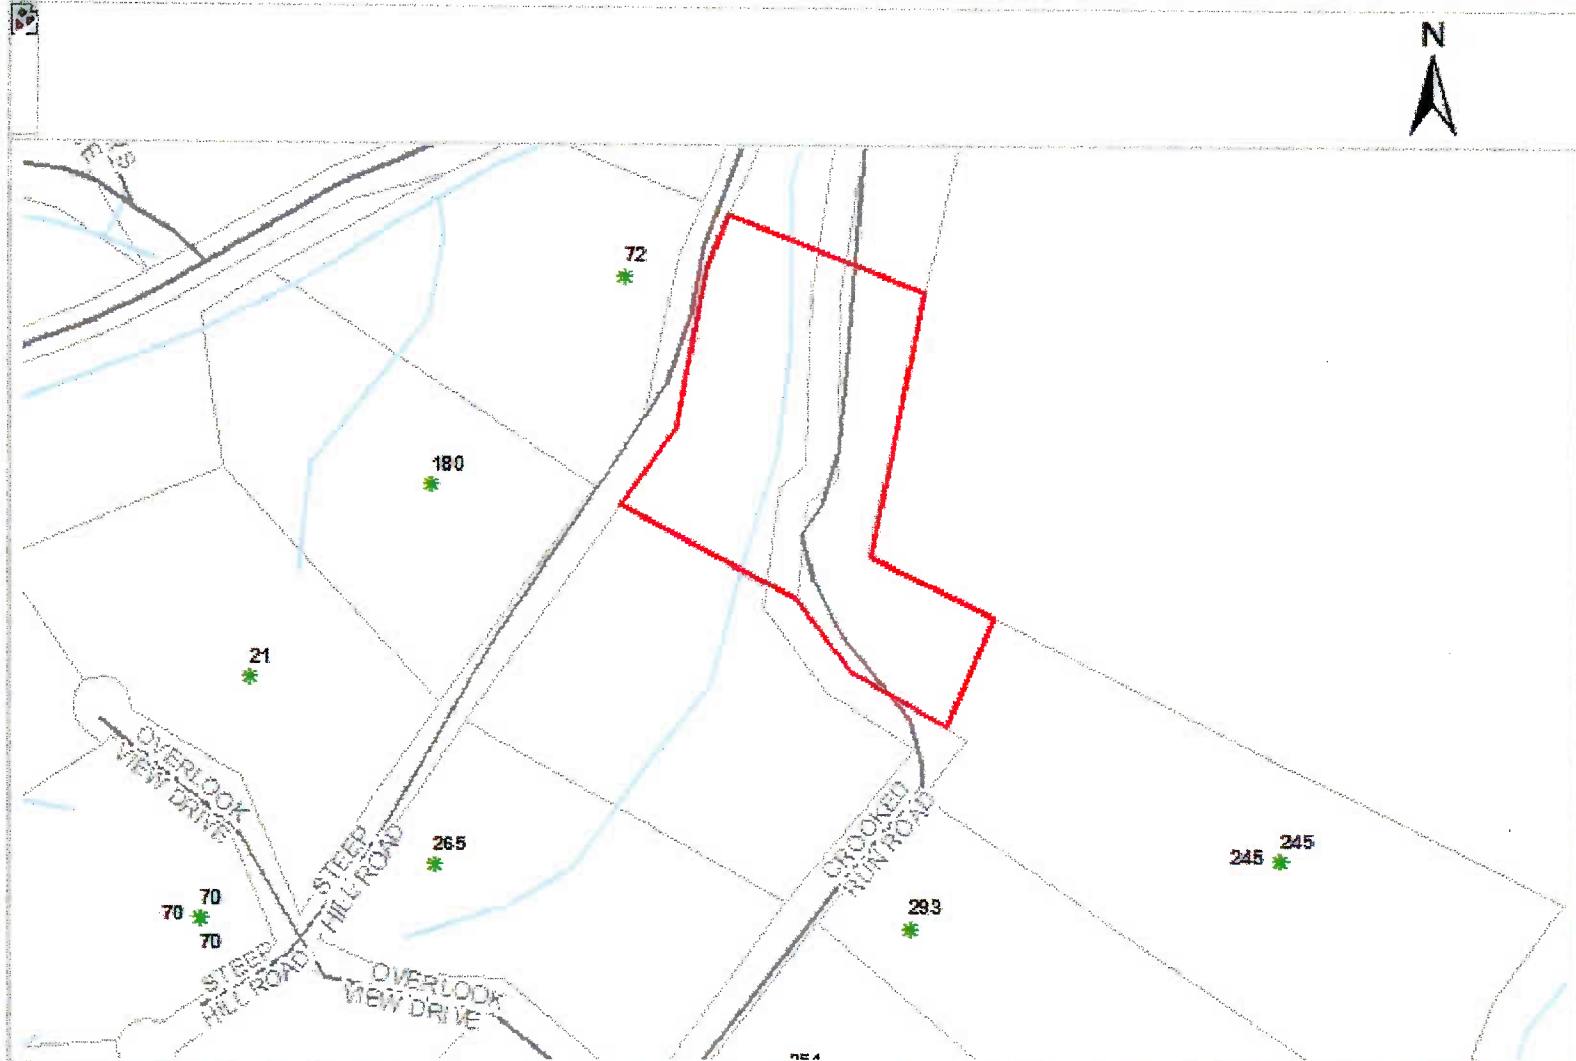 N
72
180
21
OVERLOOK
VIEW DRIVE
STEEP
HILL ROAD
265
CROOKED
RUN ROAD
245 245
293
70
70
70
STEEP
HILL ROAD
OVERLOOK
VIEW DRIVE